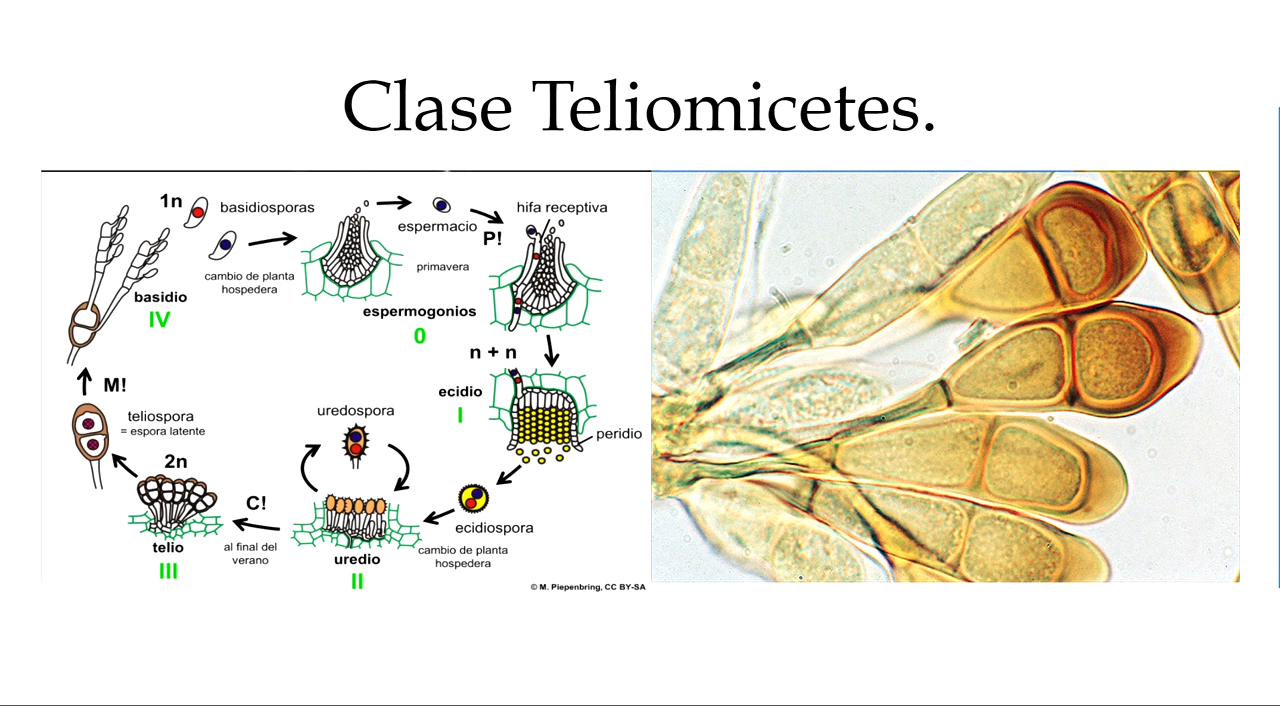 Clase Teliomicetes.
1n
basidiosporas
cambio de planta
hospedera
espermacio
P!
hifa receptiva
primavera
espermogonios
0
basidio
IV
n + n
ecidio
I
peridio
M!
teliospora
= espora latente
uredospora
2n
C!
ecidiospora
telio
III
al final del
verano
uredio
II
cambio de planta
hospedera
© M. Piepenbring, CC BY-SA